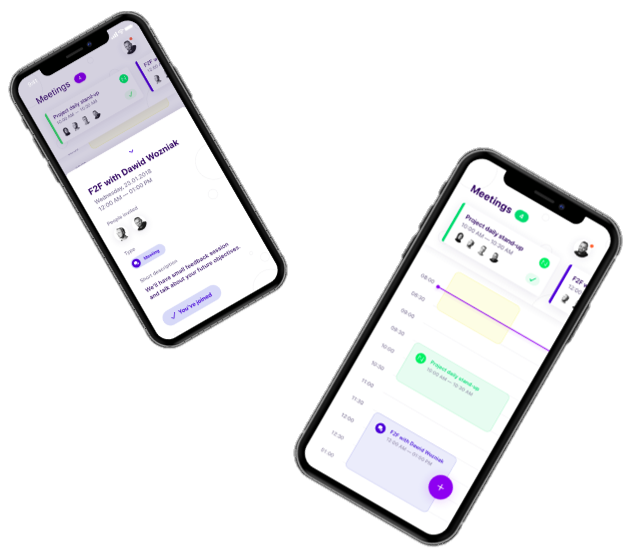 Meetings
4
Project daily stand-up
10:00 AM — 10:30 AM
F2F
12:00
F2F with Dawid Wozniak
Wednesday, 23.01.2018
12:00 AM — 01:00 PM
People invited
Type
Meeting
Short description
We'll have small feedback session
and talk about your future objectives.
You've joined
Meetings
4
Project daily stand-up
10:00 AM — 10:30 AM
F2F w
12:00
08:00
08:30
09:00
09:30
10:00
10:30
11:00
11:30
12:00
12:30
01:00
Project daily stand-up
10:00 AM — 10:30 AM
F2F with Dawid Wozniak
12:00 AM — 01:00 PM